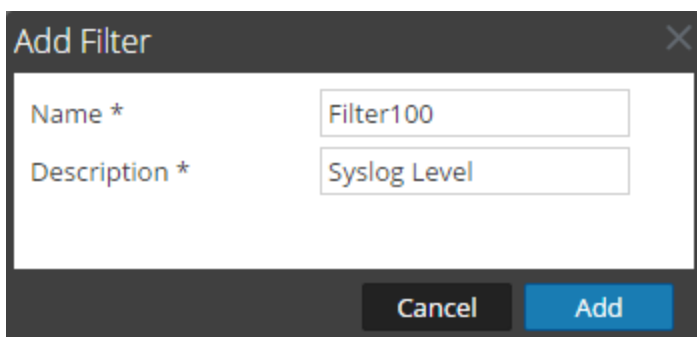 Add Filter
Name * Filter100
Description * Syslog Level
Cancel Add